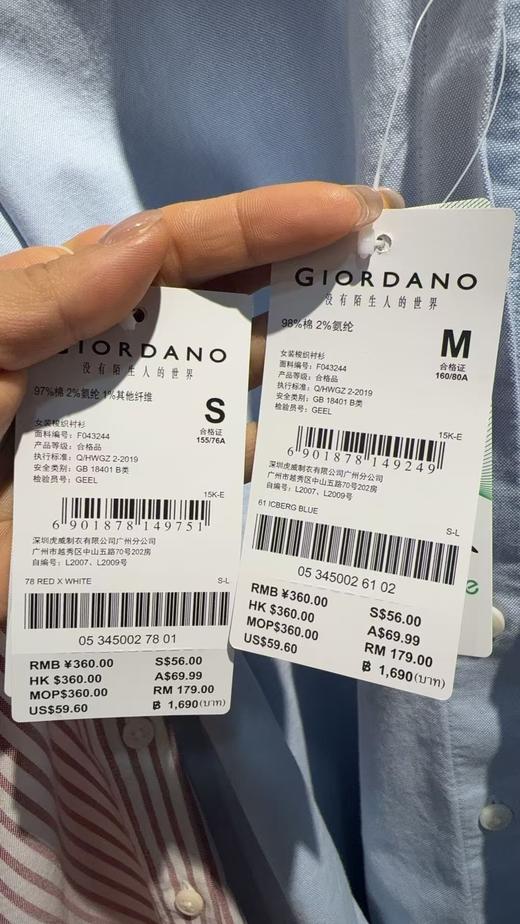 IORDANO
没有陌生人的世界
97%棉 2%氨纶 1%其他纤维
S
合格证
155/76A
女装梭织衬衫
面料编号：F043244
产品等级：合格品
执行标准：Q/HWGZ 2-2019
安全类别：GB 18401 B类
检验员号：GEEL
15K-E
6 901878 149751
深圳虎威制衣有限公司广州分公司
广州市越秀区中山五路70号202房
自编号：L2007、L2009号
78 RED X WHITE
S-L
05 345002 78 01
RMB ¥360.00
S$56.00
HK $360.00
A$69.99
MOP$360.00
RM 179.00
US$59.60
฿ 1,690(บาท)
GIORDANO
没有陌生人的世界
98%棉 2%氨纶
M
合格证
160/80A
女装梭织衬衫
面料编号：F043244
产品等级：合格品
执行标准：Q/HWGZ 2-2019
安全类别：GB 18401 B类
检验员号：GEEL
15K-E
6 901878 149249
深圳虎威制衣有限公司广州分公司
广州市越秀区中山五路70号202房
自编号：L2007、L2009号
61 ICBERG BLUE
S-L
05 345002 61 02
RMB ¥360.00
S$56.00
HK $360.00
A$69.99
MOP$360.00
RM 179.00
US$59.60
฿ 1,690(บาท)